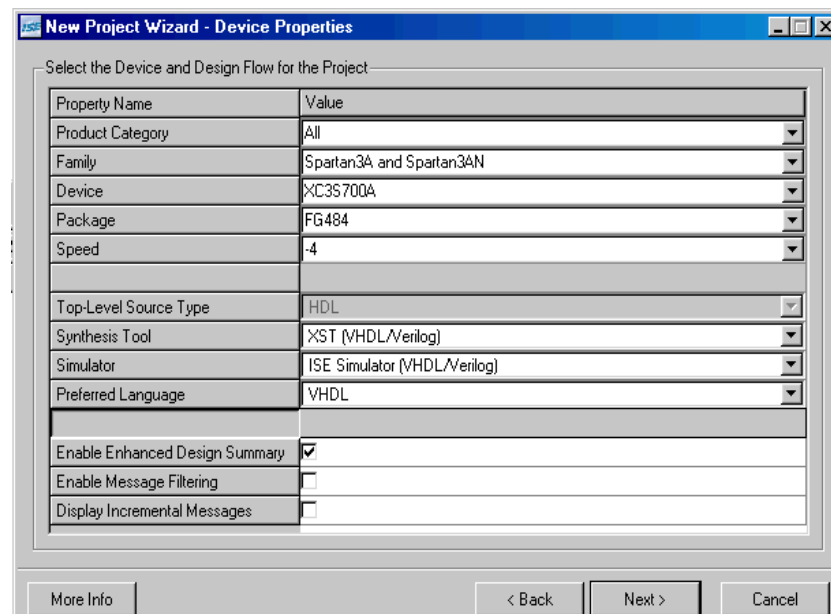 ISE New Project Wizard - Device Properties
Select the Device and Design Flow for the Project
Property Name Value
Product Category All
Family Spartan3A and Spartan3AN
Device XC3S700A
Package FG484
Speed -4
Top-Level Source Type HDL
Synthesis Tool XST (VHDL/Verilog)
Simulator ISE Simulator (VHDL/Verilog)
Preferred Language VHDL
Enable Enhanced Design Summary
Enable Message Filtering
Display Incremental Messages
More Info < Back Next > Cancel